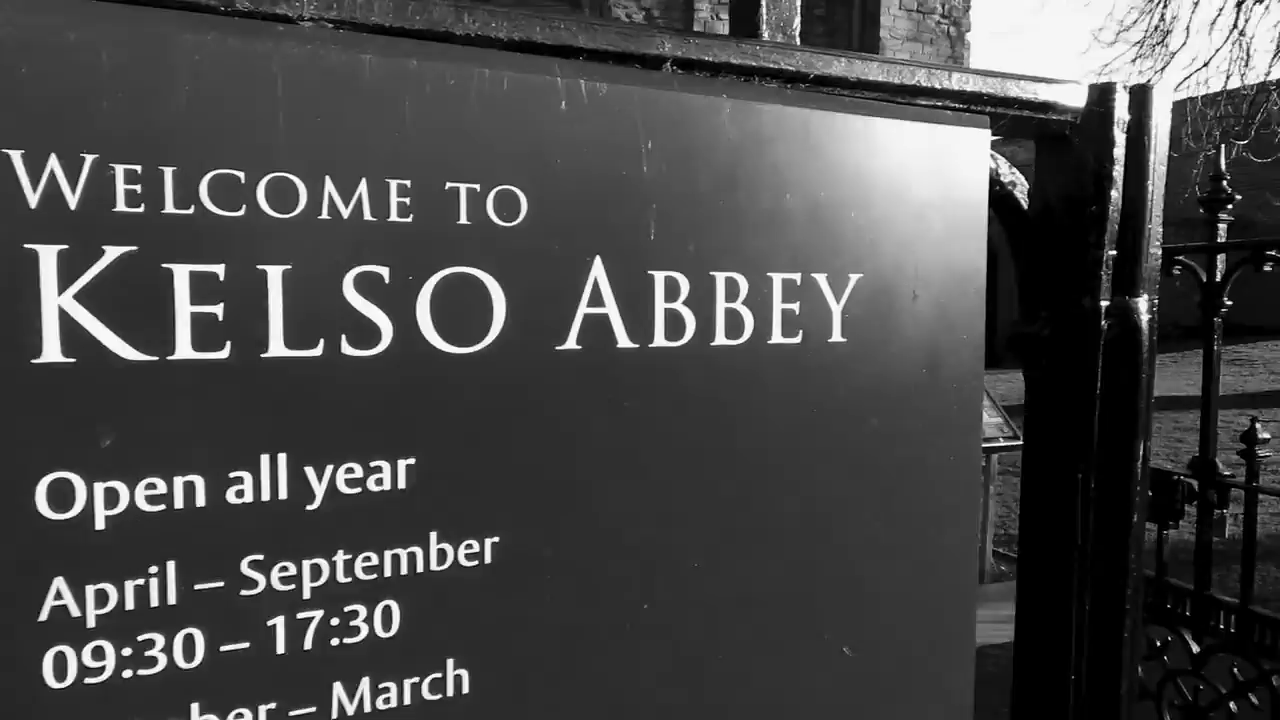 WELCOME TO
KELSO ABBEY
Open all year
April – September
09:30 – 17:30
– March